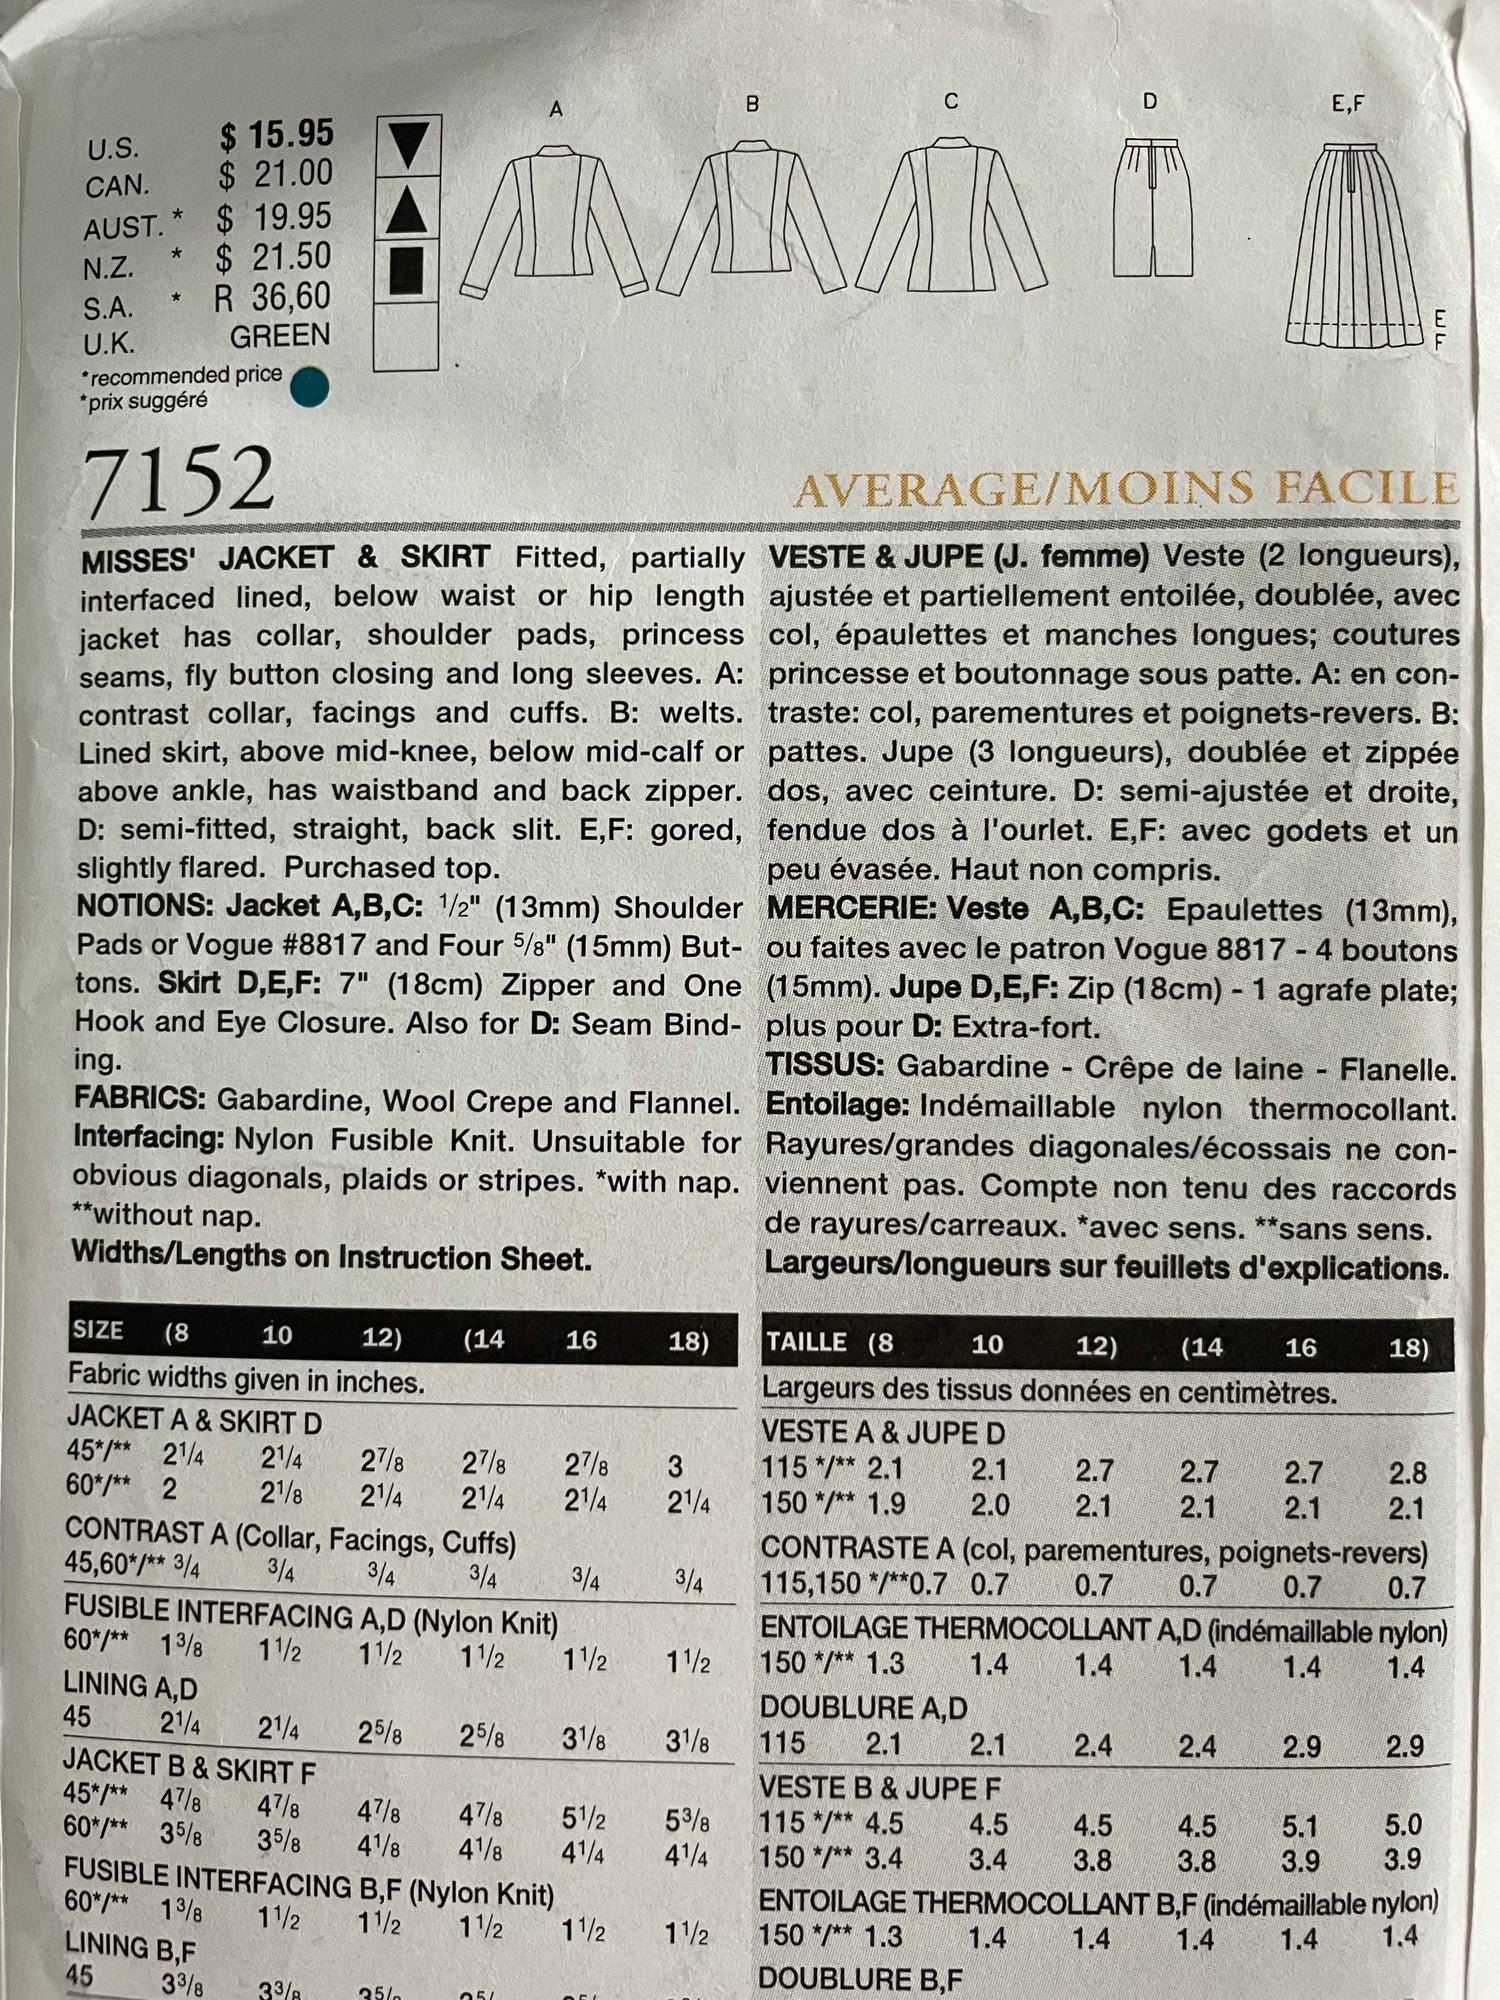 U.S. $ 15.95
CAN. $ 21.00
AUST. * $ 19.95
N.Z. * $ 21.50
S.A. * R 36,60
U.K. GREEN
*recommended price
*prix suggéré
A
B
C
D
E,F
E
F
7152
AVERAGE/MOINS FACILE
MISSES' JACKET & SKIRT Fitted, partially
interfaced lined, below waist or hip length
jacket has collar, shoulder pads, princess
seams, fly button closing and long sleeves. A:
contrast collar, facings and cuffs. B: welts.
Lined skirt, above mid-knee, below mid-calf or
above ankle, has waistband and back zipper.
D: semi-fitted, straight, back slit. E,F: gored,
slightly flared. Purchased top.
NOTIONS: Jacket A,B,C: 1/2" (13mm) Shoulder
Pads or Vogue #8817 and Four 5/8" (15mm) But-
tons. Skirt D,E,F: 7" (18cm) Zipper and One
Hook and Eye Closure. Also for D: Seam Bind-
ing.
FABRICS: Gabardine, Wool Crepe and Flannel.
Interfacing: Nylon Fusible Knit. Unsuitable for
obvious diagonals, plaids or stripes. *with nap.
**without nap.
Widths/Lengths on Instruction Sheet.
SIZE (8 10 12) (14 16 18)
Fabric widths given in inches.
JACKET A & SKIRT D
45*/** 2 1/4 2 1/4 2 7/8 2 7/8 2 7/8 3
60*/** 2 2 1/8 2 1/4 2 1/4 2 1/4 2 1/4
CONTRAST A (Collar, Facings, Cuffs)
45,60*/** 3/4 3/4 3/4 3/4 3/4 3/4
FUSIBLE INTERFACING A,D (Nylon Knit)
60*/** 1 3/8 1 1/2 1 1/2 1 1/2 1 1/2 1 1/2
LINING A,D
45 2 1/4 2 1/4 2 5/8 2 5/8 3 1/8 3 1/8
JACKET B & SKIRT F
45*/** 4 7/8 4 7/8 4 7/8 4 7/8 5 1/2 5 3/8
60*/** 3 5/8 3 5/8 4 1/8 4 1/8 4 1/4 4 1/4
FUSIBLE INTERFACING B,F (Nylon Knit)
60*/** 1 3/8 1 1/2 1 1/2 1 1/2 1 1/2 1 1/2
LINING B,F
45 3 3/8 3 3/8 3 5/8
VESTE & JUPE (J. femme) Veste (2 longueurs),
ajustée et partiellement entoilée, doublée, avec
col, épaulettes et manches longues; coutures
princesse et boutonnage sous patte. A: en con-
traste: col, parementures et poignets-revers. B:
pattes. Jupe (3 longueurs), doublée et zippée
dos, avec ceinture. D: semi-ajustée et droite,
fendue dos à l'ourlet. E,F: avec godets et un
peu évasée. Haut non compris.
MERCERIE: Veste A,B,C: Epaulettes (13mm),
ou faites avec le patron Vogue 8817 - 4 boutons
(15mm). Jupe D,E,F: Zip (18cm) - 1 agrafe plate;
plus pour D: Extra-fort.
TISSUS: Gabardine - Crêpe de laine - Flanelle.
Entoilage: Indémaillable nylon thermocollant.
Rayures/grandes diagonales/écossais ne con-
viennent pas. Compte non tenu des raccords
de rayures/carreaux. *avec sens. **sans sens.
Largeurs/longueurs sur feuillets d'explications.
TAILLE (8 10 12) (14 16 18)
Largeurs des tissus données en centimètres.
VESTE A & JUPE D
115 */** 2.1 2.1 2.7 2.7 2.7 2.8
150 */** 1.9 2.0 2.1 2.1 2.1 2.1
CONTRASTE A (col, parementures, poignets-revers)
115,150 */**0.7 0.7 0.7 0.7 0.7 0.7
ENTOILAGE THERMOCOLLANT A,D (indémaillable nylon)
150 */** 1.3 1.4 1.4 1.4 1.4 1.4
DOUBLURE A,D
115 2.1 2.1 2.4 2.4 2.9 2.9
VESTE B & JUPE F
115 */** 4.5 4.5 4.5 4.5 5.1 5.0
150 */** 3.4 3.4 3.8 3.8 3.9 3.9
ENTOILAGE THERMOCOLLANT B,F (indémaillable nylon)
150 */** 1.3 1.4 1.4 1.4 1.4 1.4
DOUBLURE B,F